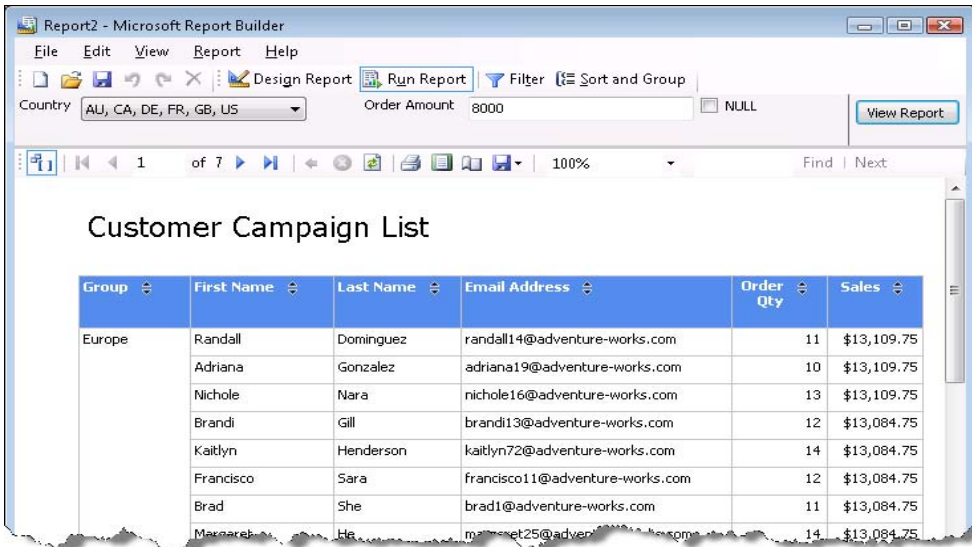 Report2 - Microsoft Report Builder
File Edit View Report Help
Design Report Run Report Filter Sort and Group
Country AU, CA, DE, FR, GB, US Order Amount 8000 NULL View Report
1 of 7 100% Find | Next
Customer Campaign List
Group First Name Last Name Email Address Order Qty Sales
Europe Randall Dominguez randall14@adventure-works.com 11 $13,109.75
Adriana Gonzalez adriana19@adventure-works.com 10 $13,109.75
Nichole Nara nichole16@adventure-works.com 13 $13,109.75
Brandi Gill brandi13@adventure-works.com 12 $13,084.75
Kaitlyn Henderson kaitlyn72@adventure-works.com 14 $13,084.75
Francisco Sara francisco11@adventure-works.com 12 $13,084.75
Brad She brad1@adventure-works.com 11 $13,084.75
He 14 $13,084.75